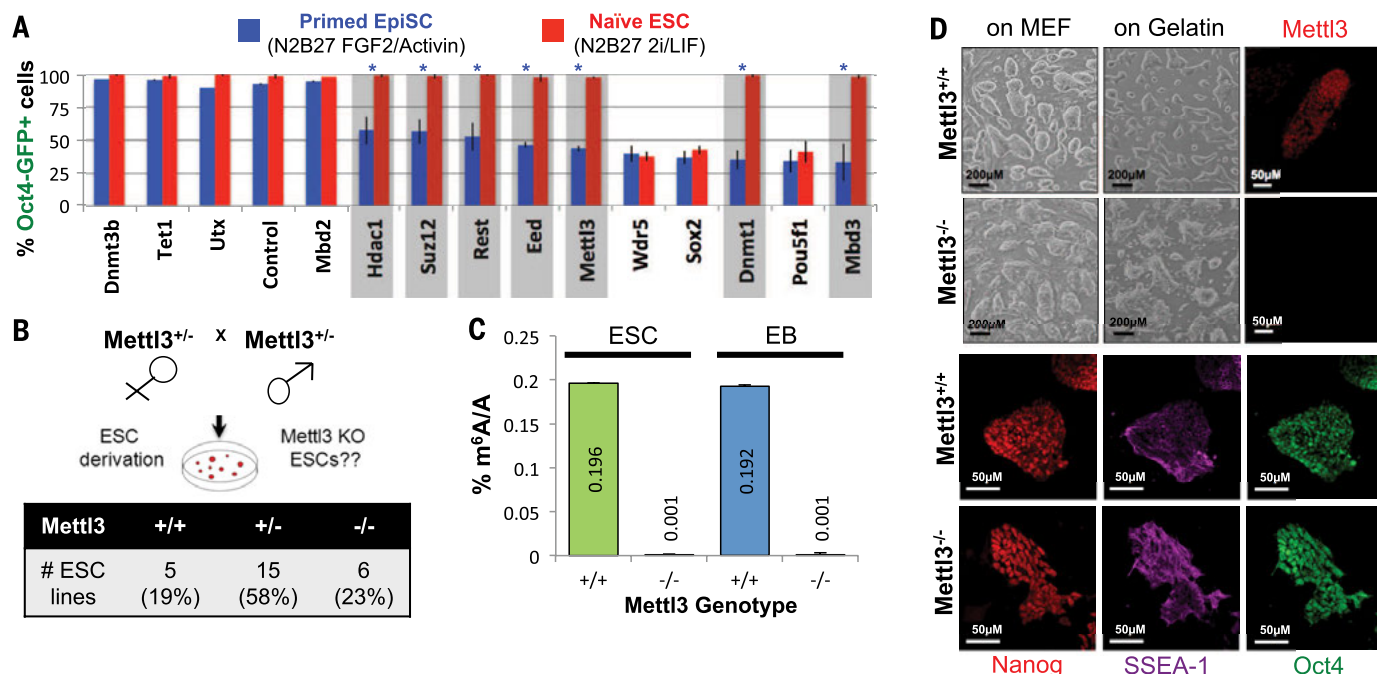 A
Primed EpiSC
(N2B27 FGF2/Activin)
Naïve ESC
(N2B27 2i/LIF)
% Oct4-GFP+ cells
100
75
50
25
0
* * * * * * *
Dnmt3b
Tet1
Utx
Control
Mbd2
Hdac1
Suz12
Rest
Eed
Mettl3
Wdr5
Sox2
Dnmt1
Pou5f1
Mbd3
B
Mettl3+/- x Mettl3+/-
ESC
derivation
Mettl3 KO
ESCs??
Mettl3 +/+ +/- -/-
# ESC
lines
5
(19%)
15
(58%)
6
(23%)
C
ESC EB
% m⁶A/A
0.25
0.2
0.15
0.1
0.05
0
0.196
0.001
0.192
0.001
+/+ -/- +/+ -/-
Mettl3 Genotype
D
on MEF on Gelatin Mettl3
Mettl3+/+
200µM 200µM 50µM
Mettl3-/-
200µM 200µM 50µM
Mettl3+/+
50µM 50µM 50µM
Mettl3-/-
50µM 50µM 50µM
Nanog SSEA-1 Oct4